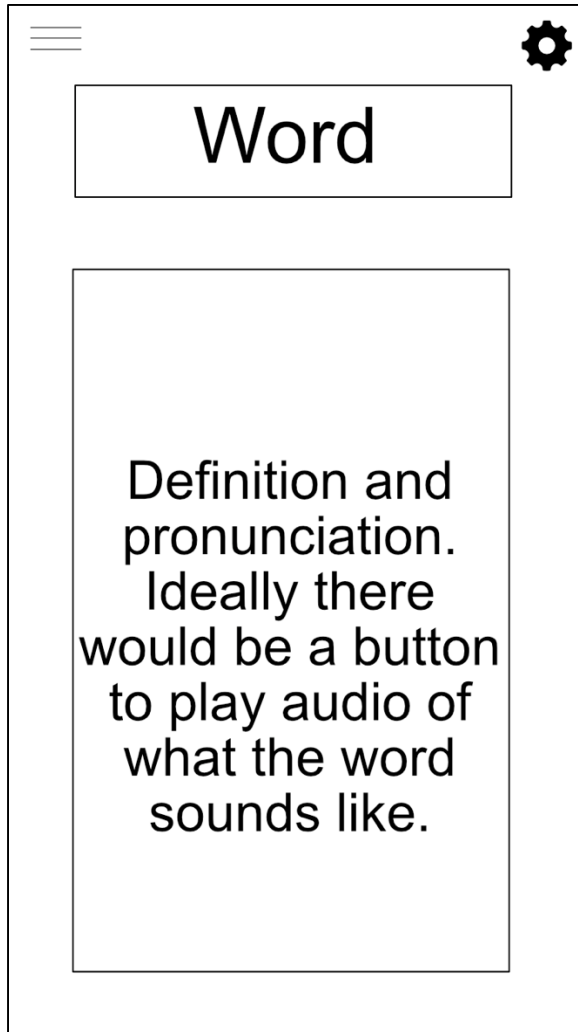 Word
Definition and
pronunciation.
Ideally there
would be a button
to play audio of
what the word
sounds like.